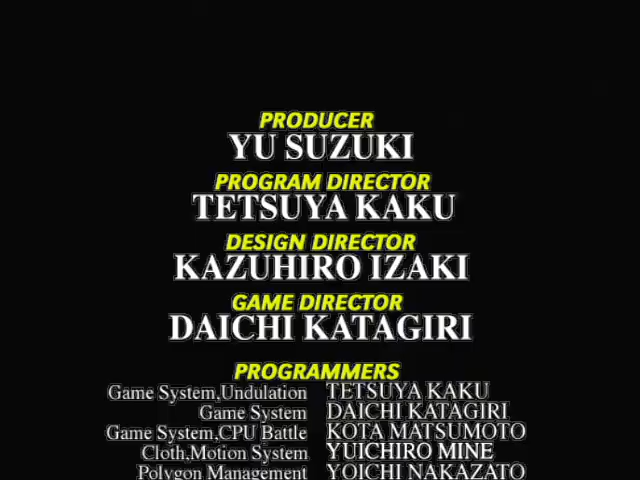 PRODUCER
YU SUZUKI
PROGRAM DIRECTOR
TETSUYA KAKU
DESIGN DIRECTOR
KAZUHIRO IZAKI
GAME DIRECTOR
DAICHI KATAGIRI
PROGRAMMERS
Game System,Undulation TETSUYA KAKU
Game System DAICHI KATAGIRI
Game System,CPU Battle KOTA MATSUMOTO
Cloth,Motion System YUICHIRO MINE
Polygon Management YOICHI NAKAZATO